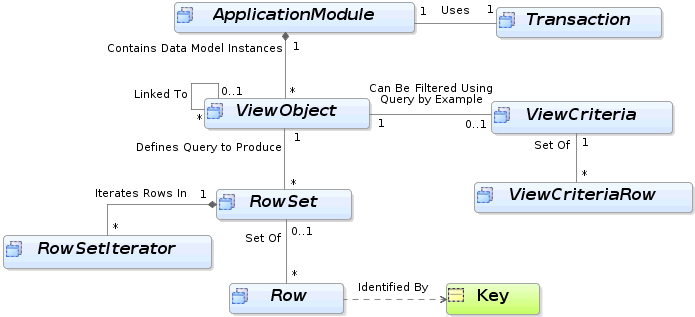 ApplicationModule
1 Uses 1
Transaction
Contains Data Model Instances 1
*
Linked To 0..1
*
ViewObject
Can Be Filtered Using
Query by Example
1 0..1
ViewCriteria
1
Defines Query to Produce
*
Set Of 1
*
ViewCriteriaRow
Iterates Rows In 1
*
RowSet
RowSetIterator
Set Of 0..1
*
Row
Identified By
Key